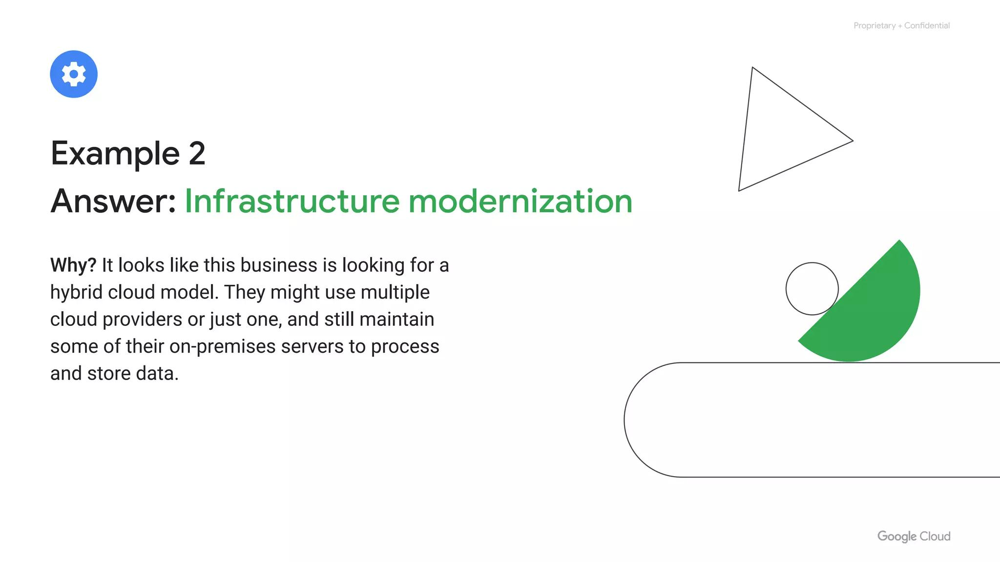 Proprietary + Confidential
Example 2
Answer: Infrastructure modernization
Why? It looks like this business is looking for a
hybrid cloud model. They might use multiple
cloud providers or just one, and still maintain
some of their on-premises servers to process
and store data.
Google Cloud